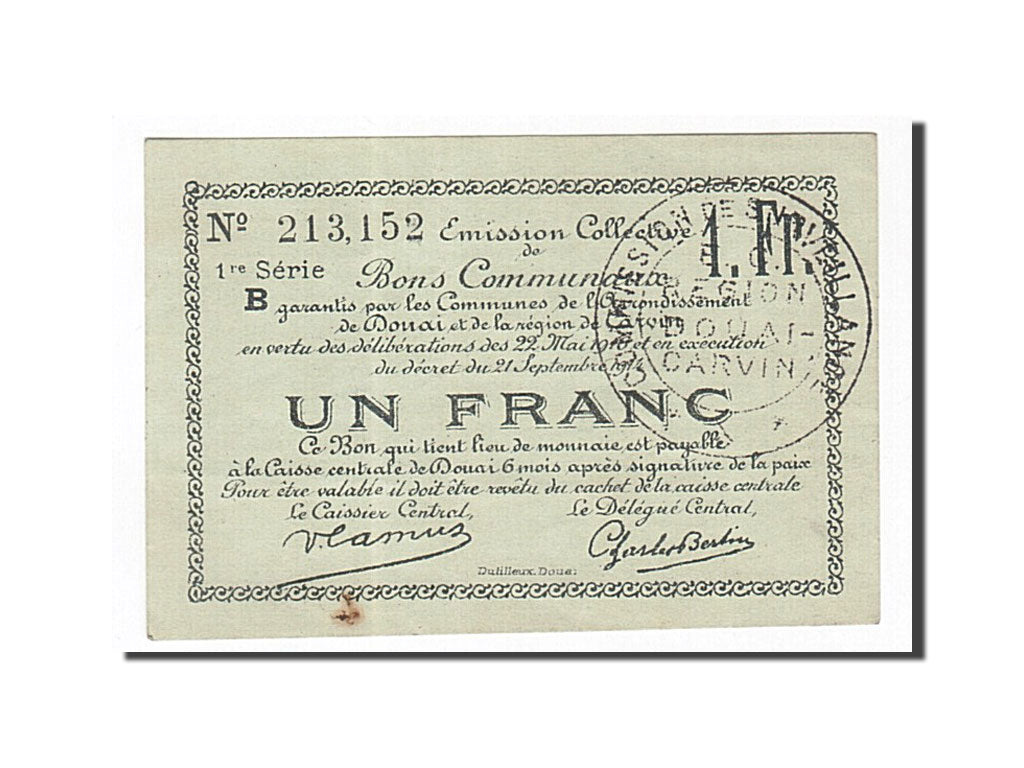 Nº 213,152 Emission Collective 1. Fr.
de
1re Série Bons Communaux
B garantis par les Communes de l'Arrondissement
de Douai et de la région de Carvin
en vertu des délibérations des 22 Mai 1916 et en exécution
du décret du 21 Septembre
UN FRANC
Ce Bon qui tient lieu de monnaie est payable
à la Caisse centrale de Douai 6 mois après signature de la paix
Pour être valable il doit être revêtu du cachet de la caisse centrale
Le Caissier Central, Le Délégué Central,
V. Camus Charles Bertin
Dutilleux. Douai
REGION
DOUAI-
CARVIN